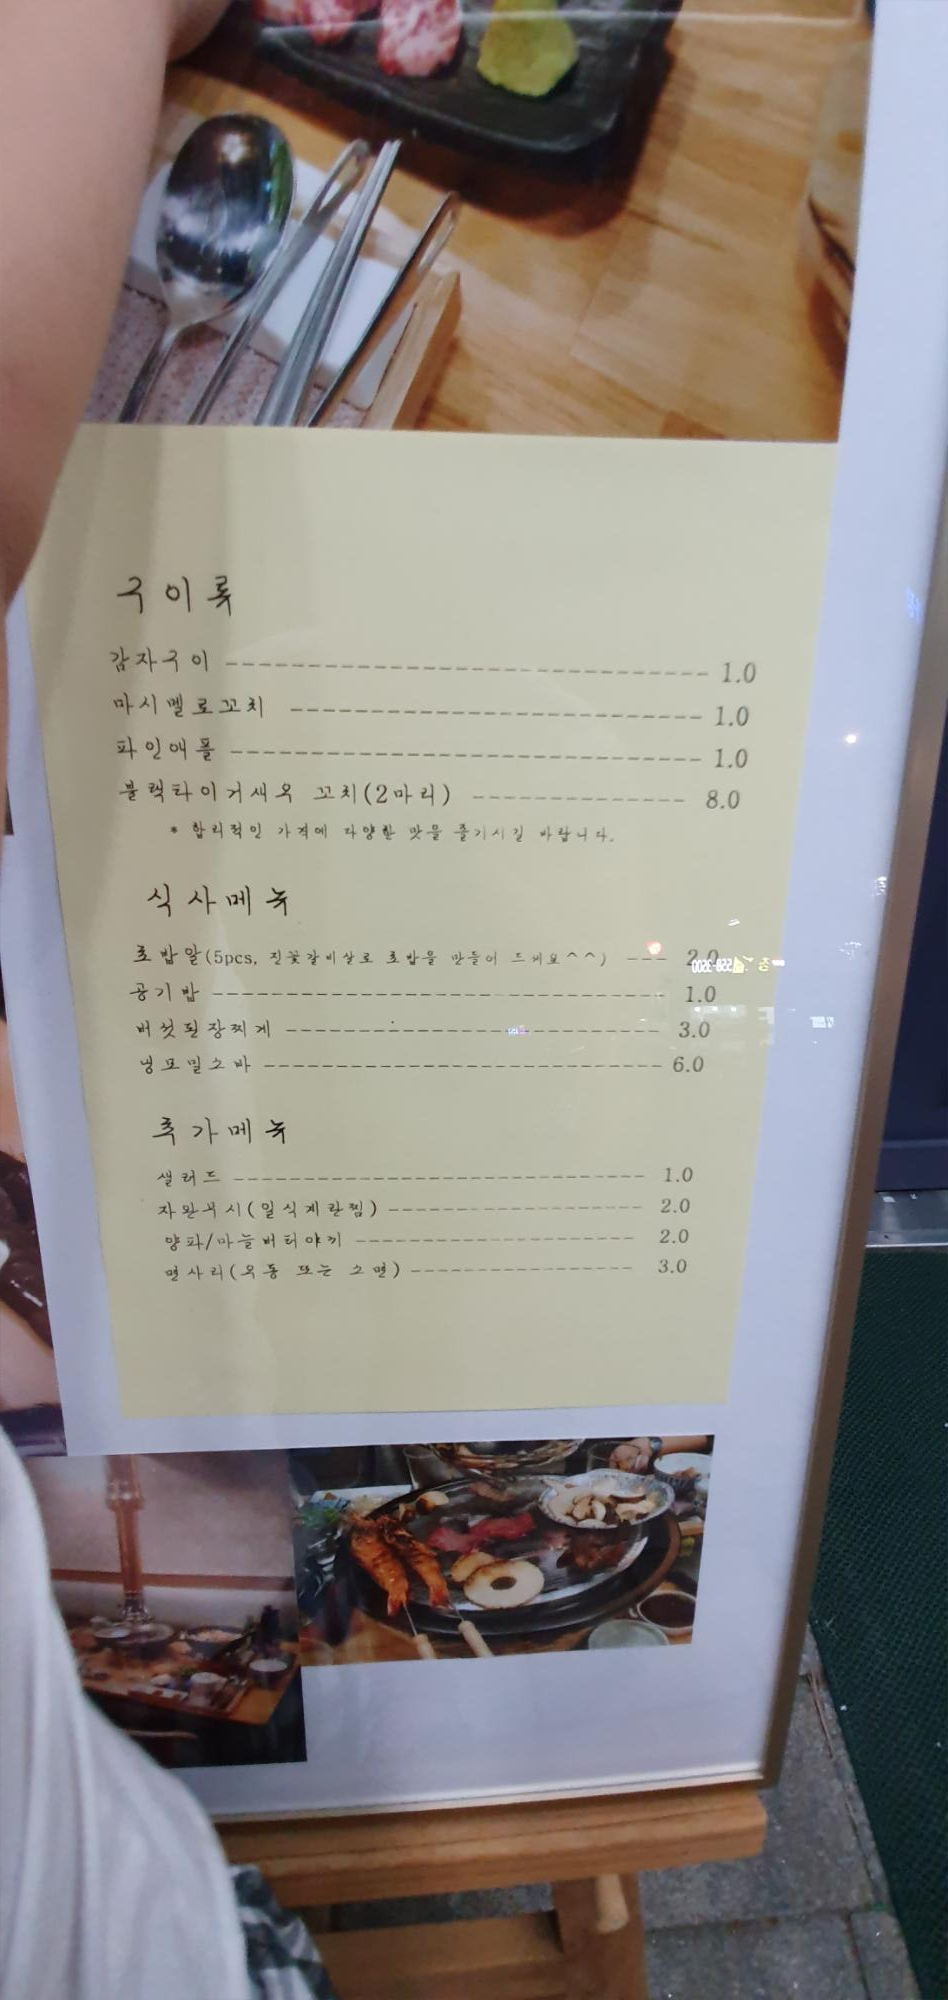 구이류
감자구이 1.0
마시멜로꼬치 1.0
파인애플 1.0
블랙타이거새우 꼬치(2마리) 8.0
* 합리적인 가격에 다양한 맛을 즐기시길 바랍니다.
식사메뉴
초밥알(5pcs, 진꽃갈비살로 초밥을 만들어 드세요^^) 2.0
공기밥 1.0
버섯된장찌게 3.0
냉모밀소바 6.0
추가메뉴
샐러드 1.0
자완무시(일식계란찜) 2.0
양파/마늘버터야끼 2.0
면사리(우동 또는 소면) 3.0